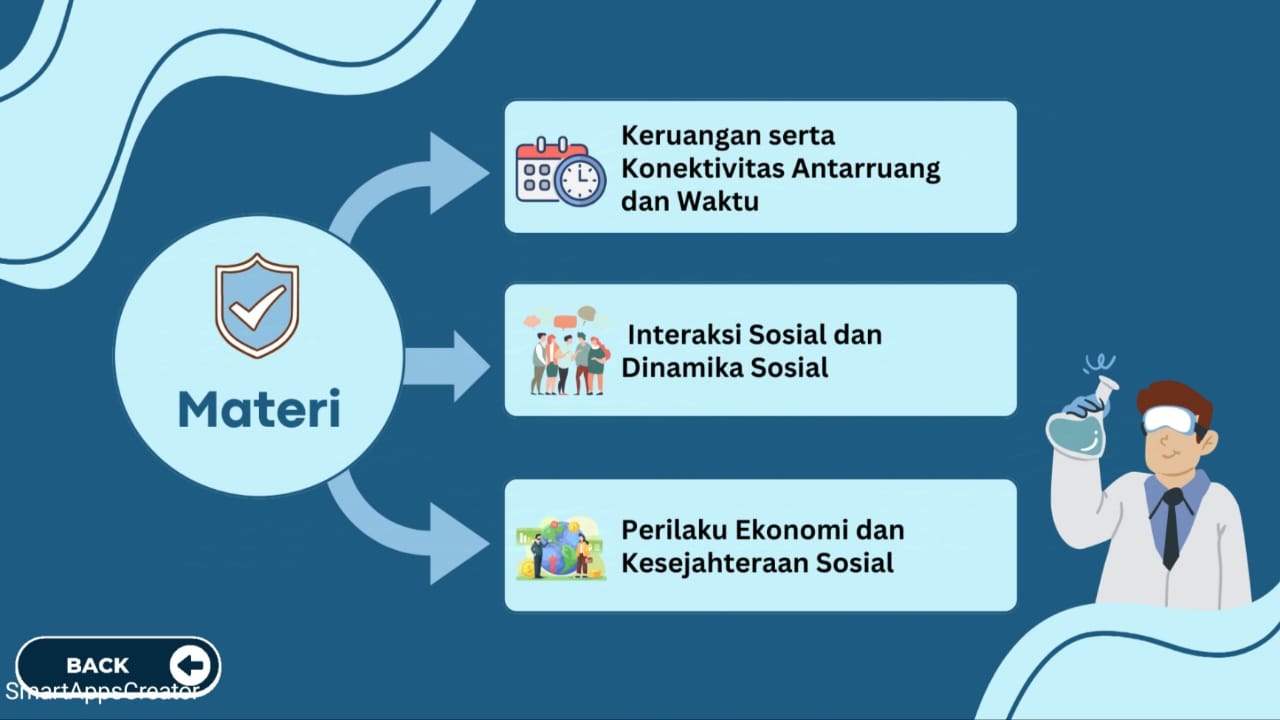 Keruangan serta
Konektivitas Antarruang
dan Waktu
Materi
Interaksi Sosial dan
Dinamika Sosial
Perilaku Ekonomi dan
Kesejahteraan Sosial
BACK
SmartAppsCreator